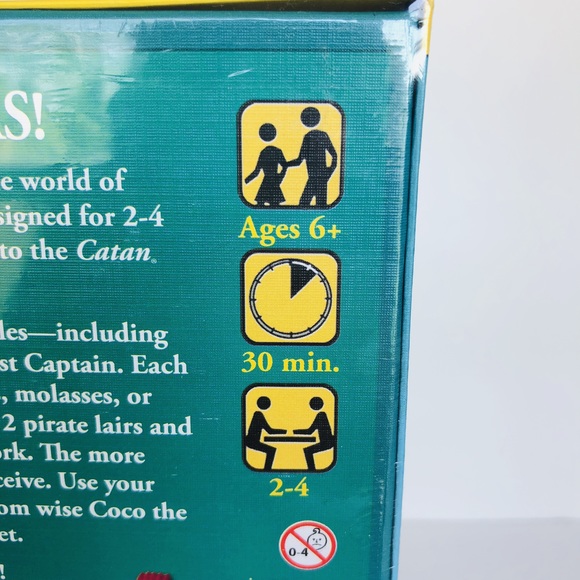 AS!
e world of
signed for 2-4
to the Catan®
Ages 6+
30 min.
les—including
st Captain. Each
, molasses, or
2 pirate lairs and
ork. The more
ceive. Use your
om wise Coco the
et.
!
2-4
0-4